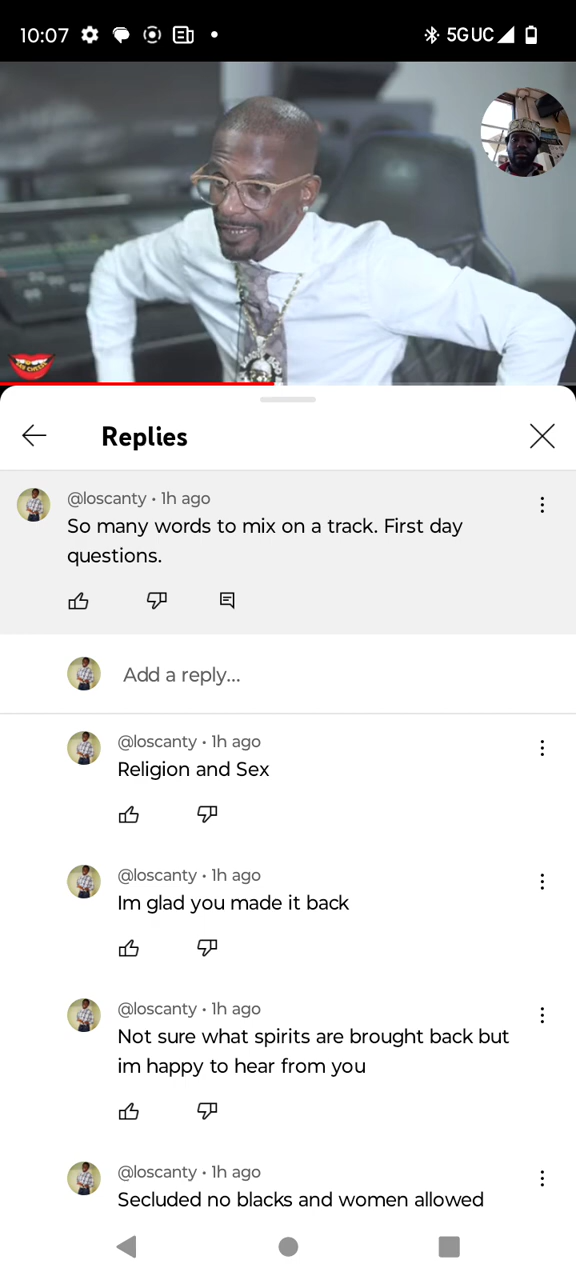 10:07
5G UC
Replies
@loscanty • 1h ago
So many words to mix on a track. First day
questions.
Add a reply...
@loscanty • 1h ago
Religion and Sex
@loscanty • 1h ago
Im glad you made it back
@loscanty • 1h ago
Not sure what spirits are brought back but
im happy to hear from you
@loscanty • 1h ago
Secluded no blacks and women allowed